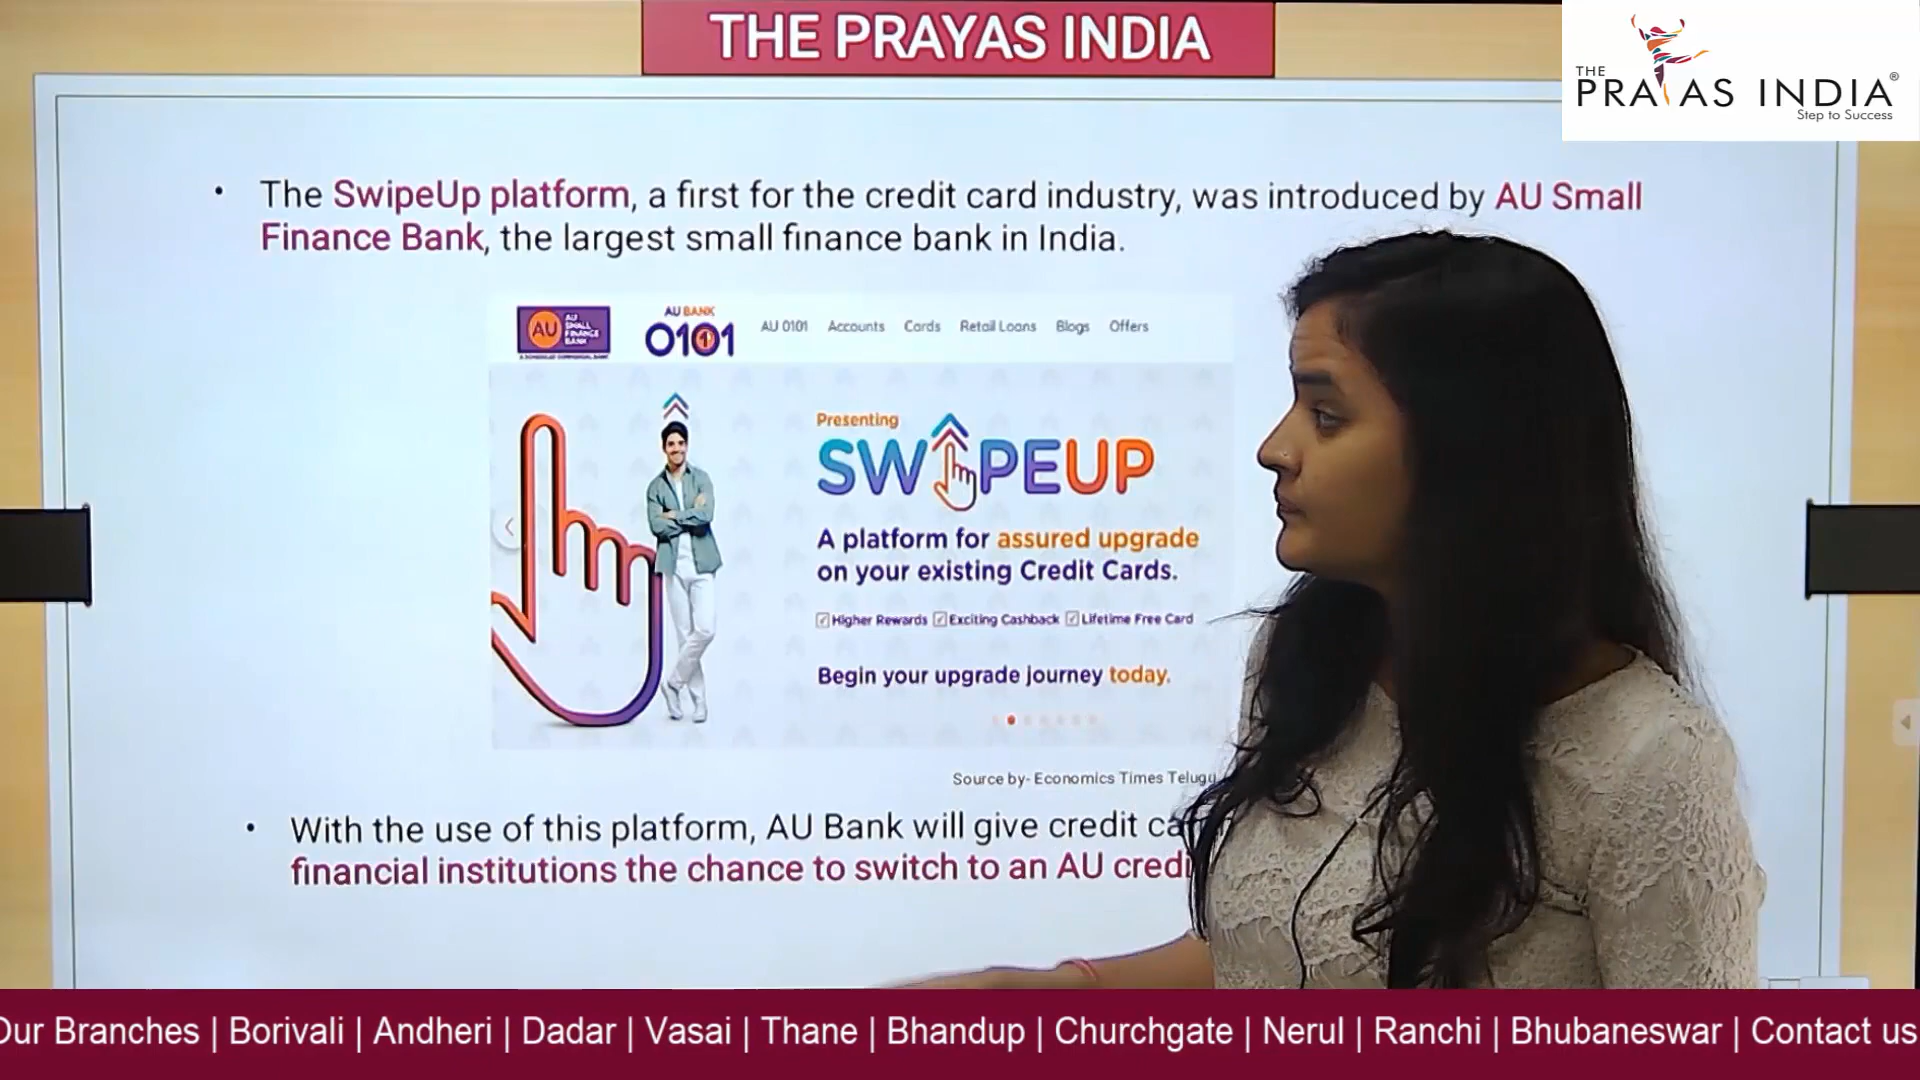 THE PRAYAS INDIA
THE
PRAYAS INDIA®
Step to Success
• The SwipeUp platform, a first for the credit card industry, was introduced by AU Small
Finance Bank, the largest small finance bank in India.
AU
AU SMALL FINANCE BANK
AU BANK
0101
AU 0101 Accounts Cards Retail Loans Blogs Offers
Presenting
SWIPEUP
A platform for assured upgrade
on your existing Credit Cards.
Higher Rewards Exciting Cashback Lifetime Free Card
Begin your upgrade journey today.
Source by- Economics Times Telugu
• With the use of this platform, AU Bank will give credit
financial institutions the chance to switch to an AU
Our Branches | Borivali | Andheri | Dadar | Vasai | Thane | Bhandup | Churchgate | Nerul | Ranchi | Bhubaneswar | Contact us